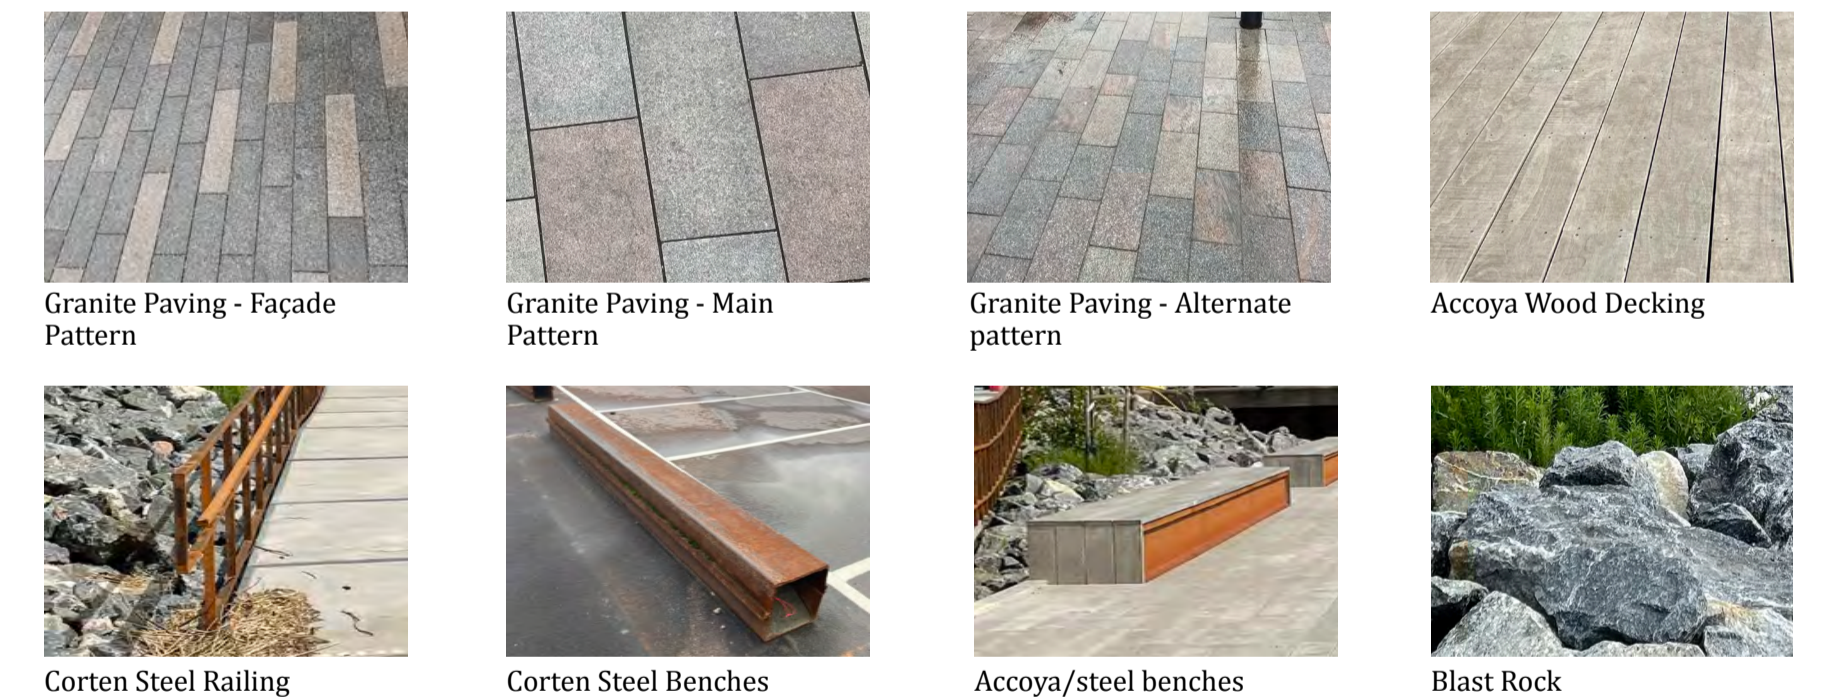 Granite Paving - Façade
Pattern
Granite Paving - Main
Pattern
Granite Paving - Alternate
pattern
Accoya Wood Decking
Corten Steel Railing
Corten Steel Benches
Accoya/steel benches
Blast Rock